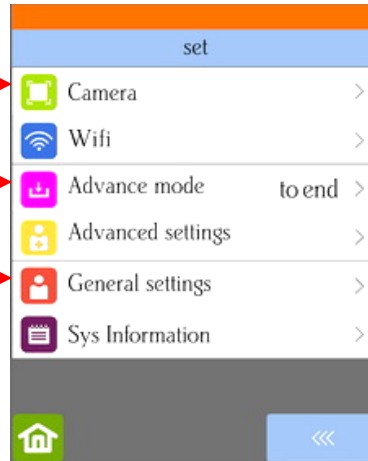 set
Camera
Wifi
Advance mode to end
Advanced settings
General settings
Sys Information